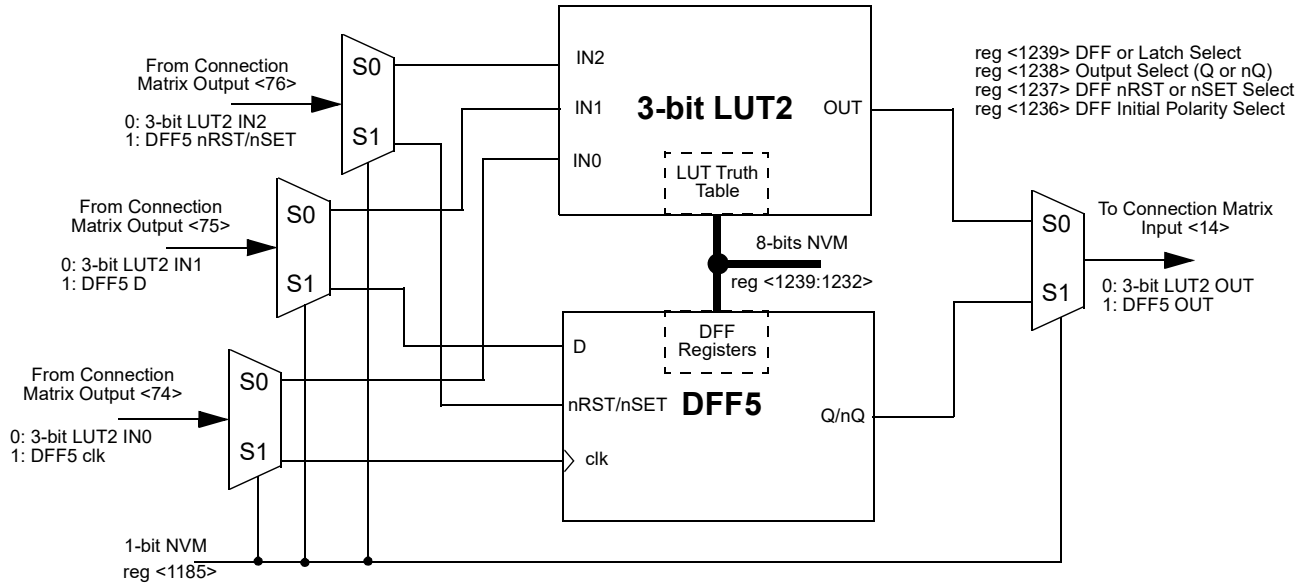 From Connection
Matrix Output <76>
0: 3-bit LUT2 IN2
1: DFF5 nRST/nSET
S0
S1
From Connection
Matrix Output <75>
0: 3-bit LUT2 IN1
1: DFF5 D
S0
S1
From Connection
Matrix Output <74>
0: 3-bit LUT2 IN0
1: DFF5 clk
S0
S1
1-bit NVM
reg <1185>
IN2
IN1
IN0
3-bit LUT2
OUT
LUT Truth
Table
8-bits NVM
reg <1239:1232>
DFF
Registers
D
nRST/nSET
clk
DFF5
Q/nQ
reg <1239> DFF or Latch Select
reg <1238> Output Select (Q or nQ)
reg <1237> DFF nRST or nSET Select
reg <1236> DFF Initial Polarity Select
S0
S1
To Connection Matrix
Input <14>
0: 3-bit LUT2 OUT
1: DFF5 OUT